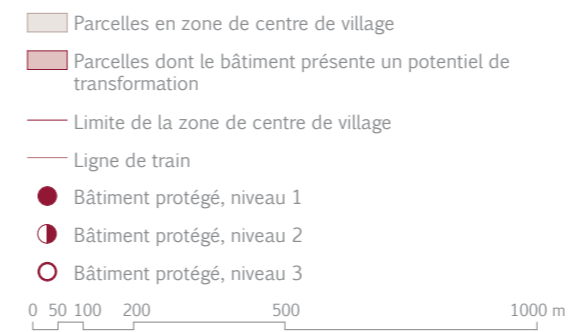 Parcelles en zone de centre de village
Parcelles dont le bâtiment présente un potentiel de
transformation
Limite de la zone de centre de village
Ligne de train
Bâtiment protégé, niveau 1
Bâtiment protégé, niveau 2
Bâtiment protégé, niveau 3
0 50 100 200 500 1000 m